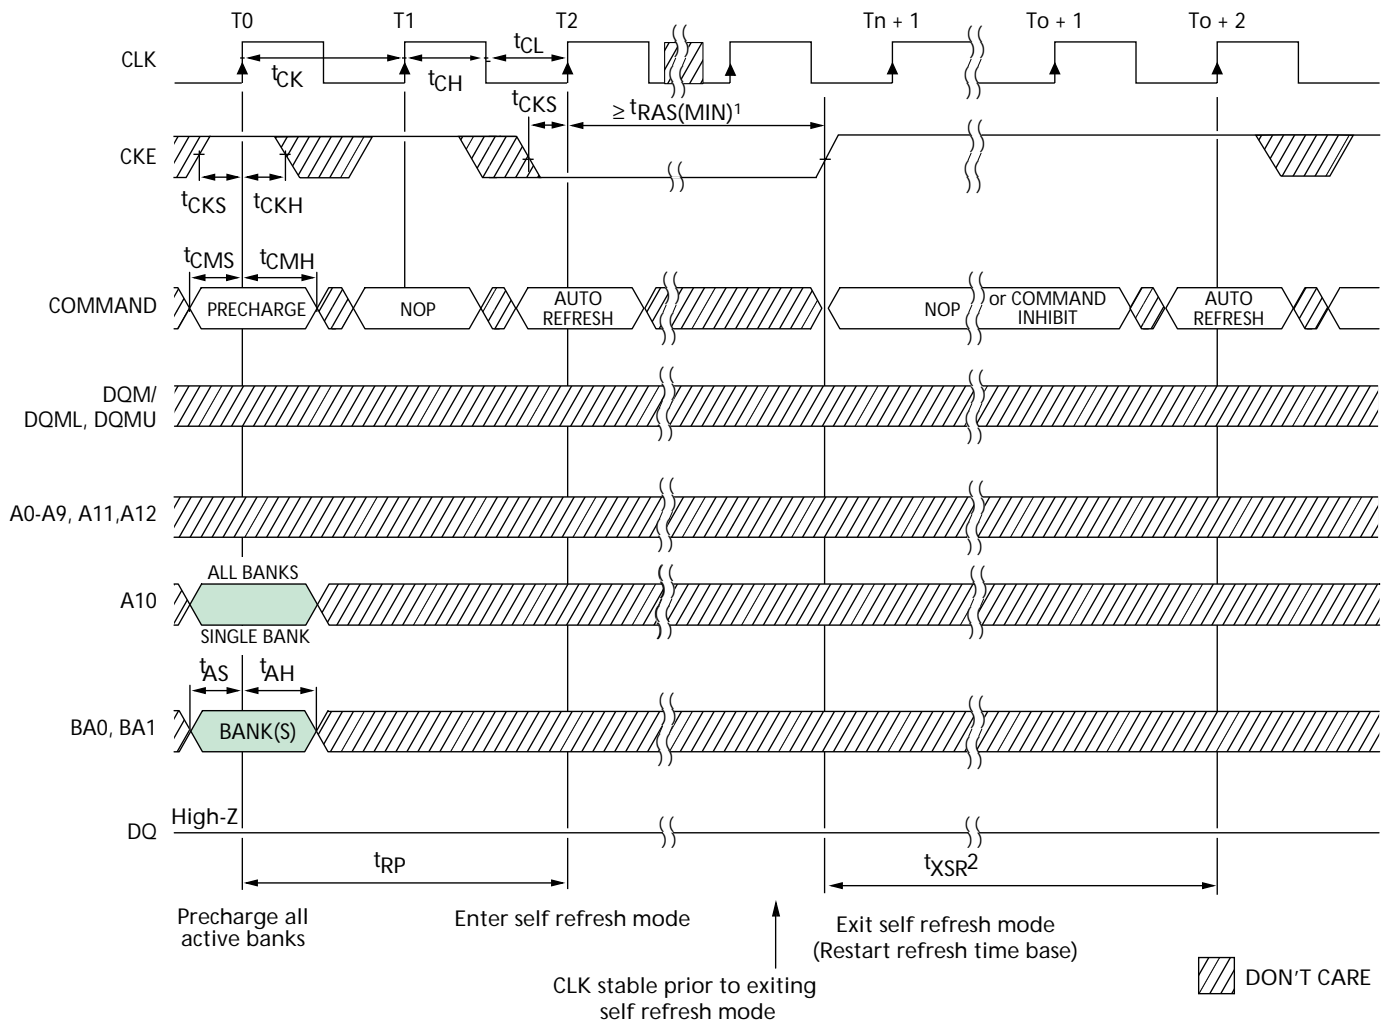 T0 T1 T2 Tn + 1 To + 1 To + 2
CLK
tCK tCH tCL
tCKS ≥ tRAS(MIN)1
CKE
tCKS tCKH
tCMS tCMH
COMMAND PRECHARGE NOP AUTO REFRESH NOP or COMMAND INHIBIT AUTO REFRESH
DQM/
DQML, DQMU
A0-A9, A11,A12
ALL BANKS
A10
SINGLE BANK
tAS tAH
BA0, BA1 BANK(S)
High-Z
DQ
tRP tXSR2
Precharge all
active banks
Enter self refresh mode
CLK stable prior to exiting
self refresh mode
Exit self refresh mode
(Restart refresh time base)
DON'T CARE